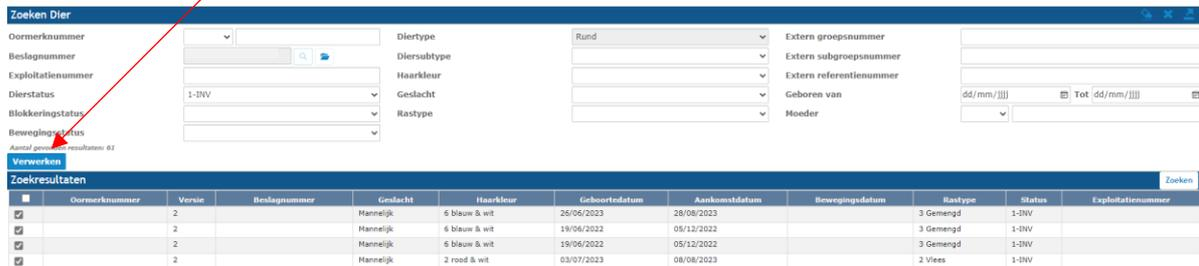 Zoeken Dier
Oormerknummer Diertype Rund Extern groepsnummer
Beslagnummer Diersubtype Extern subgroepsnummer
Exploitatienummer Haarkleur Extern referentienummer
Dierstatus 1-INV Geslacht Geboren van dd/mm/jjjj Tot dd/mm/jjjj
Blokkeringstatus Rastype Moeder
Bewegingsstatus
Aantal gevonden resultaten: 61
Verwerken
Zoekresultaten Zoeken
Oormerknummer Versie Beslagnummer Geslacht Haarkleur Geboortedatum Aankomstdatum Bewegingsdatum Rastype Status Exploitatienummer
2 Mannelijk 6 blauw & wit 26/06/2023 28/08/2023 3 Gemengd 1-INV
2 Mannelijk 6 blauw & wit 19/06/2022 05/12/2022 3 Gemengd 1-INV
2 Mannelijk 6 blauw & wit 19/06/2022 05/12/2022 3 Gemengd 1-INV
2 Mannelijk 2 rood & wit 03/07/2023 08/08/2023 2 Vlees 1-INV